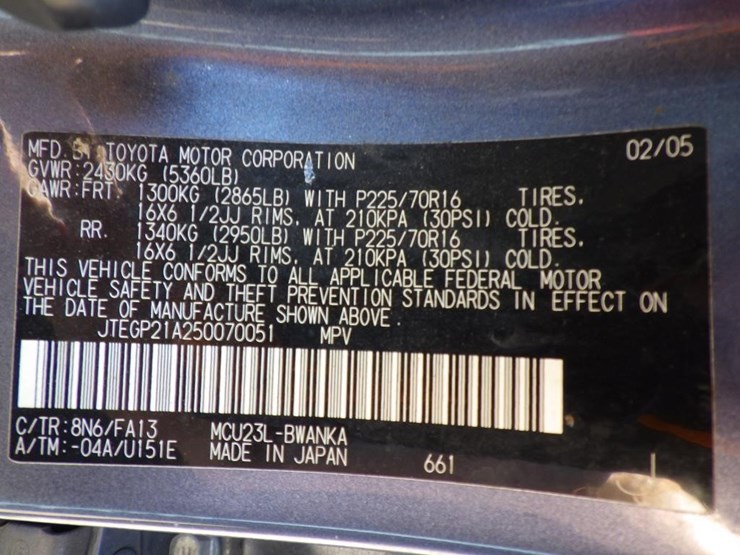 MFD. BY TOYOTA MOTOR CORPORATION 02/05
GVWR:2430KG (5360LB)
GAWR:FRT. 1300KG (2865LB) WITH P225/70R16 TIRES,
16X6 1/2JJ RIMS, AT 210KPA (30PSI) COLD.
RR. 1340KG (2950LB) WITH P225/70R16 TIRES,
16X6 1/2JJ RIMS, AT 210KPA (30PSI) COLD.
THIS VEHICLE CONFORMS TO ALL APPLICABLE FEDERAL MOTOR
VEHICLE SAFETY AND THEFT PREVENTION STANDARDS IN EFFECT ON
THE DATE OF MANUFACTURE SHOWN ABOVE.
JTEGP21A250070051 MPV
C/TR:8N6/FA13 MCU23L-BWANKA
A/TM:-04A/U151E MADE IN JAPAN 661